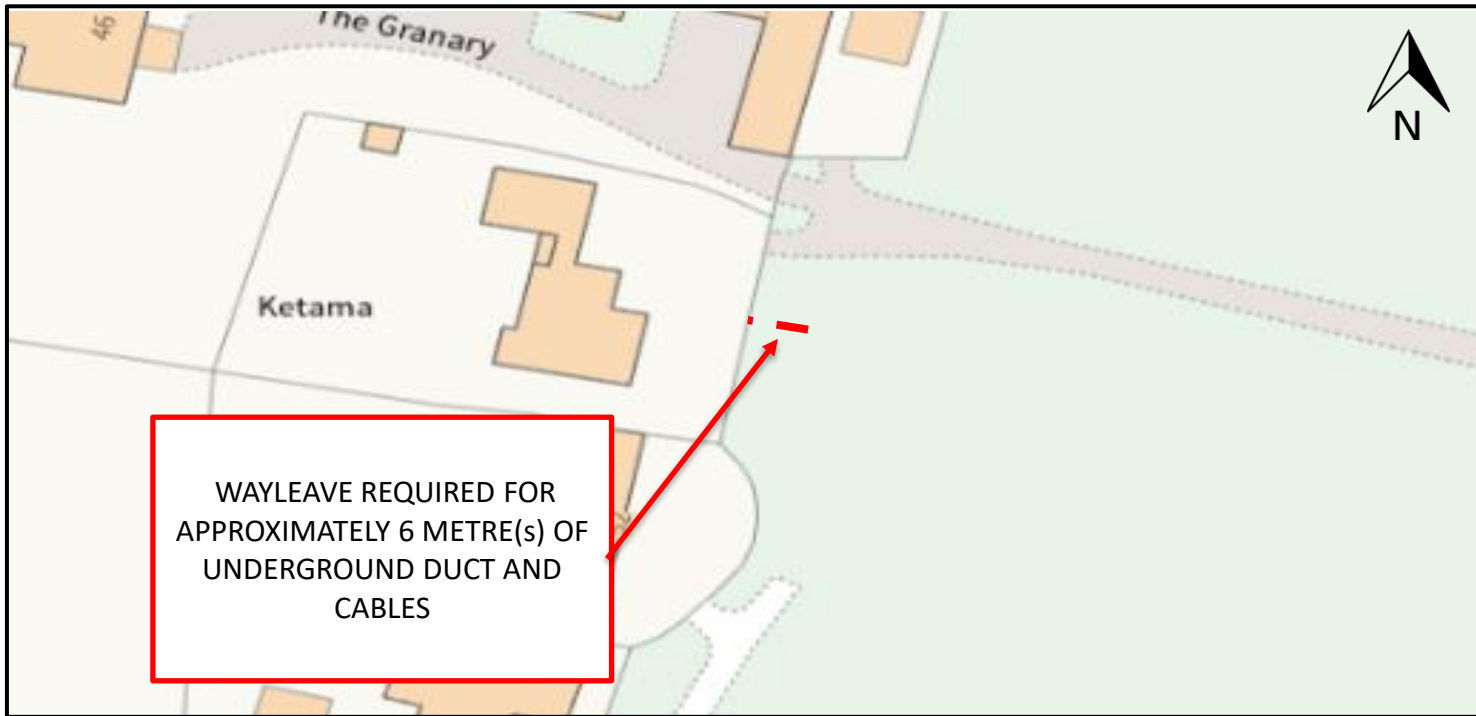 46
The Granary
N
Ketama
WAYLEAVE REQUIRED FOR
APPROXIMATELY 6 METRE(s) OF
UNDERGROUND DUCT AND
CABLES